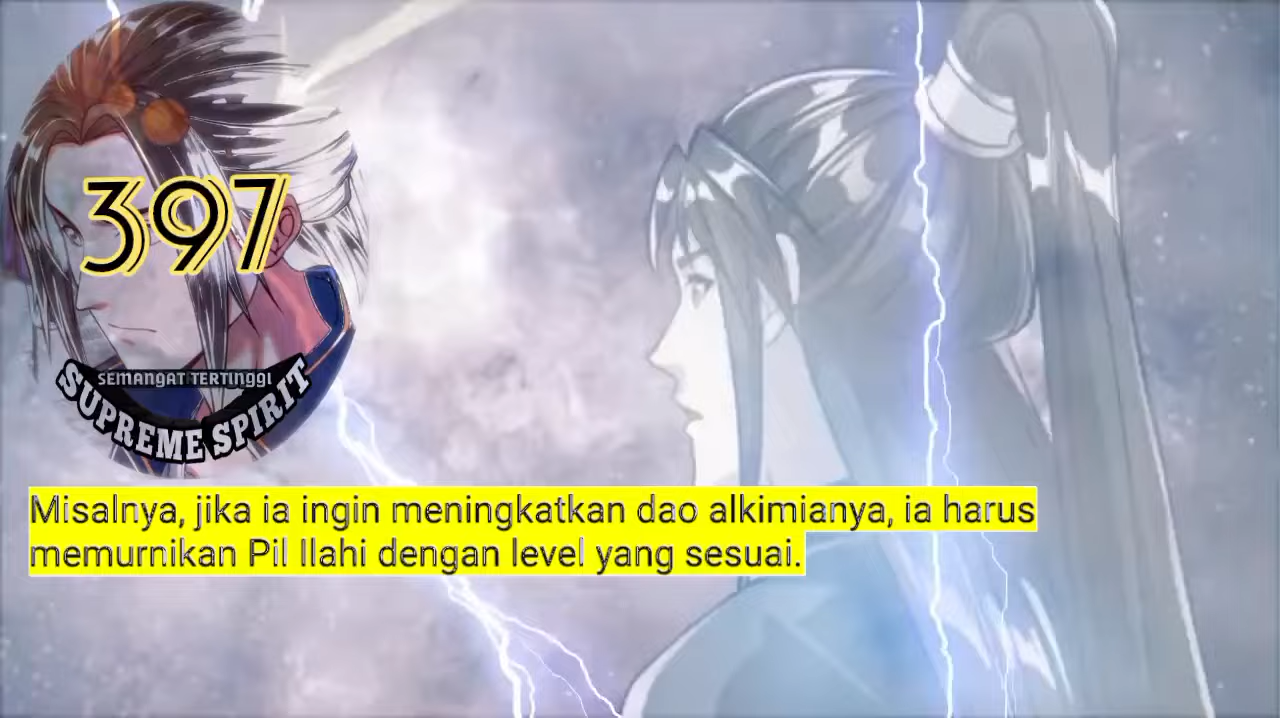 397
SEMANGAT TERTINGGI
SUPREME SPIRIT
Misalnya, jika ia ingin meningkatkan dao alkimianya, ia harus
memurnikan Pil Ilahi dengan level yang sesuai.